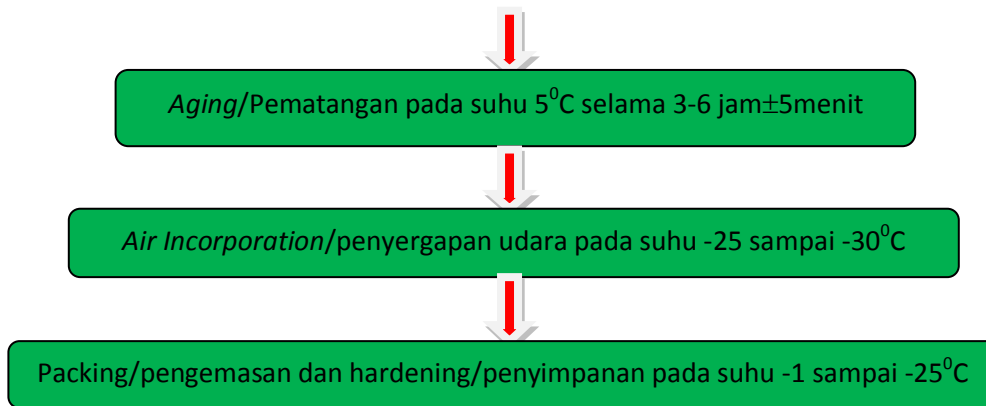 Aging/Pematangan pada suhu 5⁰C selama 3-6 jam±5menit
Air Incorporation/penyergapan udara pada suhu -25 sampai -30⁰C
Packing/pengemasan dan hardening/penyimpanan pada suhu -1 sampai -25⁰C